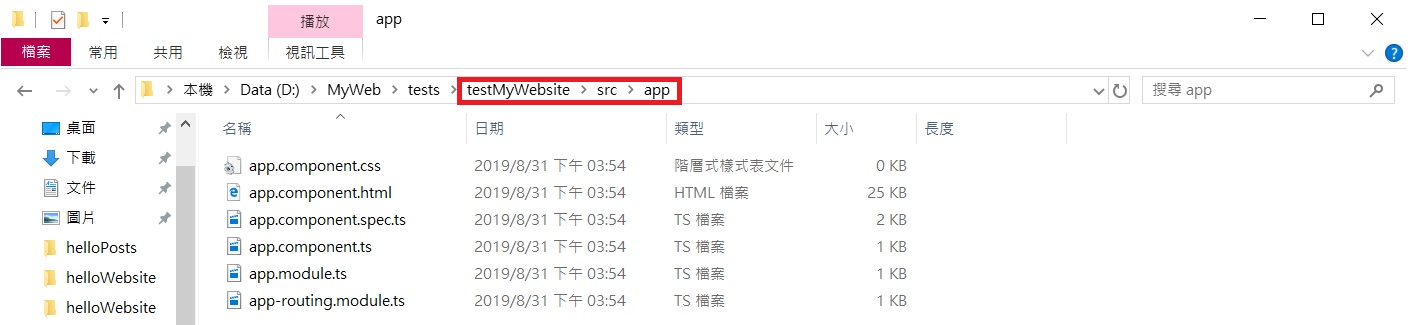 播放 app
檔案 常用 共用 檢視 視訊工具
本機 Data (D:) MyWeb tests testMyWebsite src app 搜尋 app
名稱 日期 類型 大小 長度
桌面
下載
文件
圖片
helloPosts
helloWebsite
helloWebsite
app.component.css 2019/8/31 下午 03:54 階層式樣式表文件 0 KB
app.component.html 2019/8/31 下午 03:54 HTML 檔案 25 KB
app.component.spec.ts 2019/8/31 下午 03:54 TS 檔案 2 KB
app.component.ts 2019/8/31 下午 03:54 TS 檔案 1 KB
app.module.ts 2019/8/31 下午 03:54 TS 檔案 1 KB
app-routing.module.ts 2019/8/31 下午 03:54 TS 檔案 1 KB